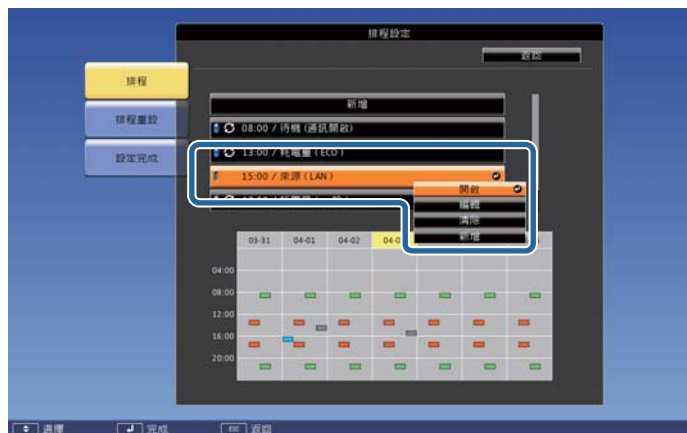 排程設定
返回
排程
排程重設
設定完成
新增
08:00 / 待機 (通訊開啟)
13:00 / 耗電量 ( ECO )
15:00 / 來源 ( LAN )
開啟
編輯
清除
新增
03-31 04-01 04-02
04:00
08:00
12:00
16:00
20:00
選擇 完成 返回